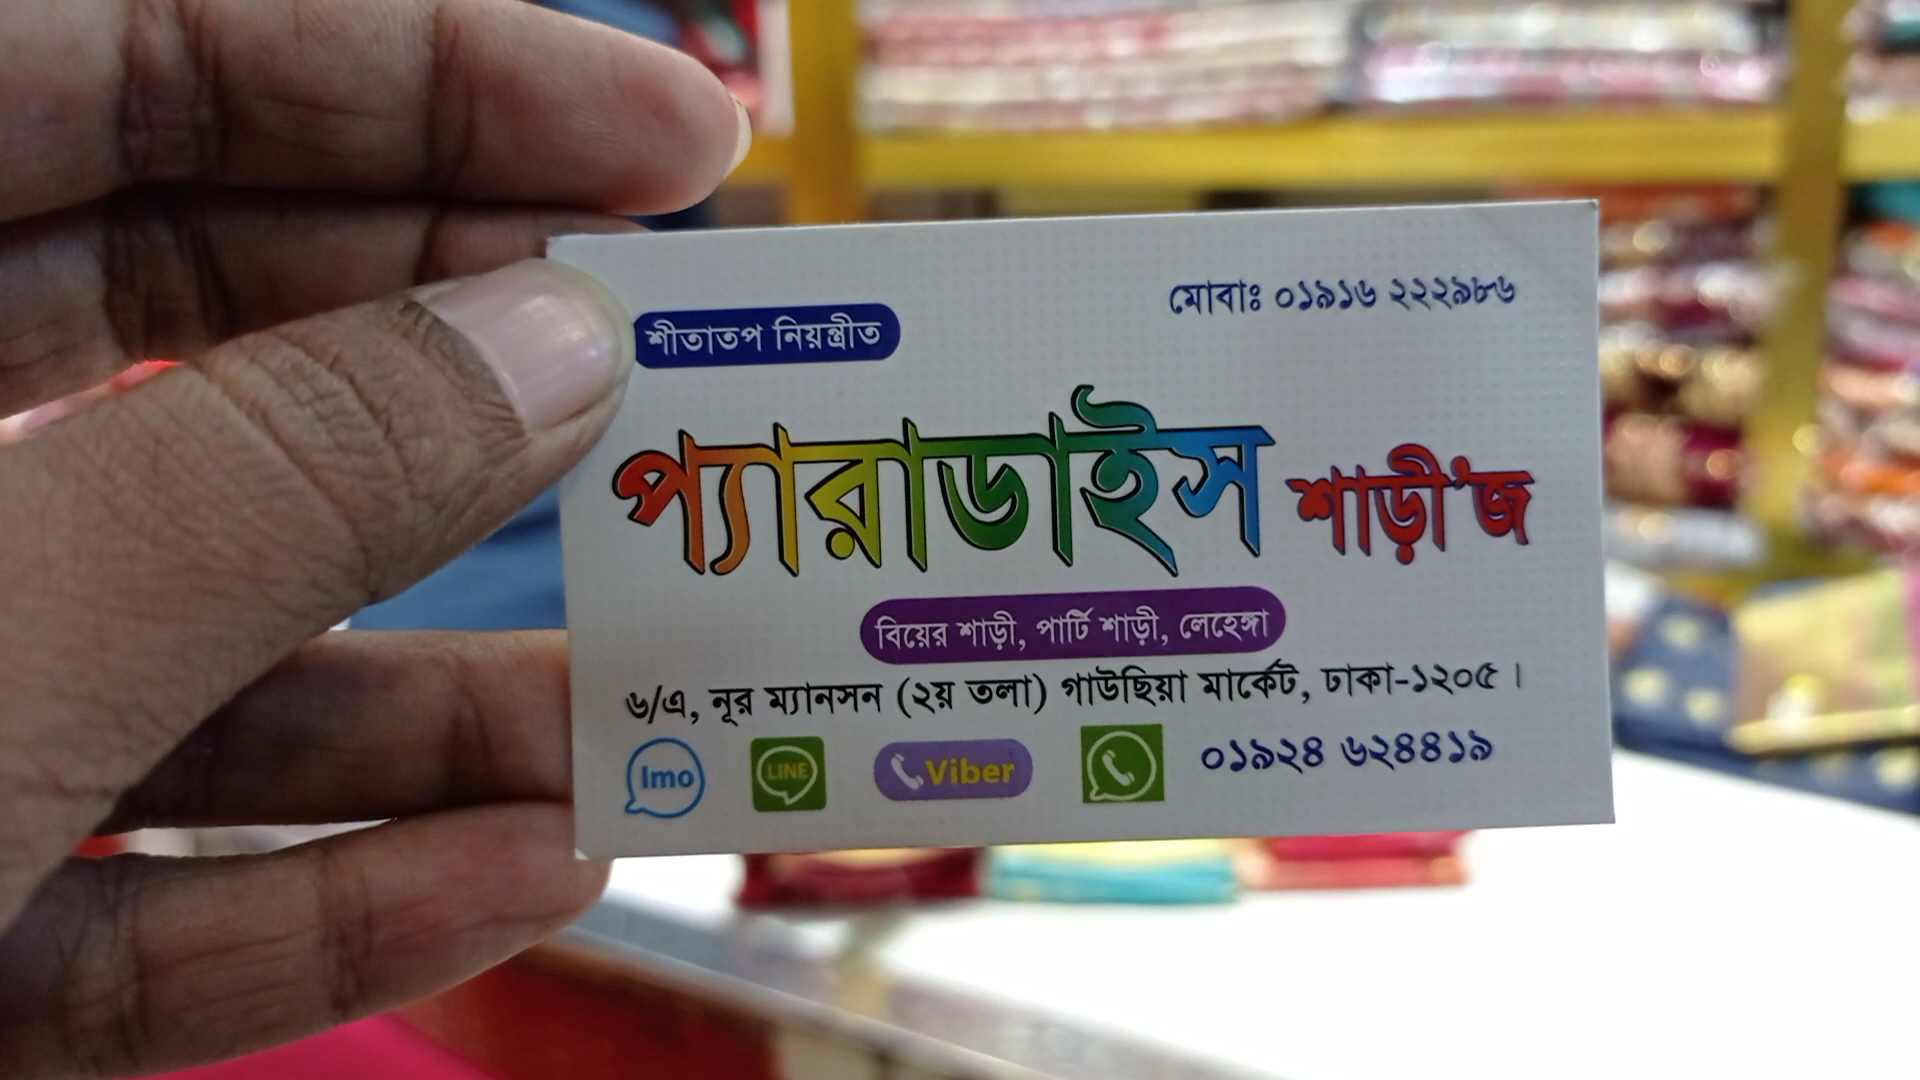 মোবাঃ ০১৯১৬ ২২২৯৮৬
শীতাতপ নিয়ন্ত্রীত
প্যারাডাইস শাড়ী'জ
বিয়ের শাড়ী, পার্টি শাড়ী, লেহেঙ্গা
৬/এ, নূর ম্যানসন (২য় তলা) গাউছিয়া মার্কেট, ঢাকা-১২০৫।
Imo LINE Viber ০১৯২৪ ৬২৪৪১৯